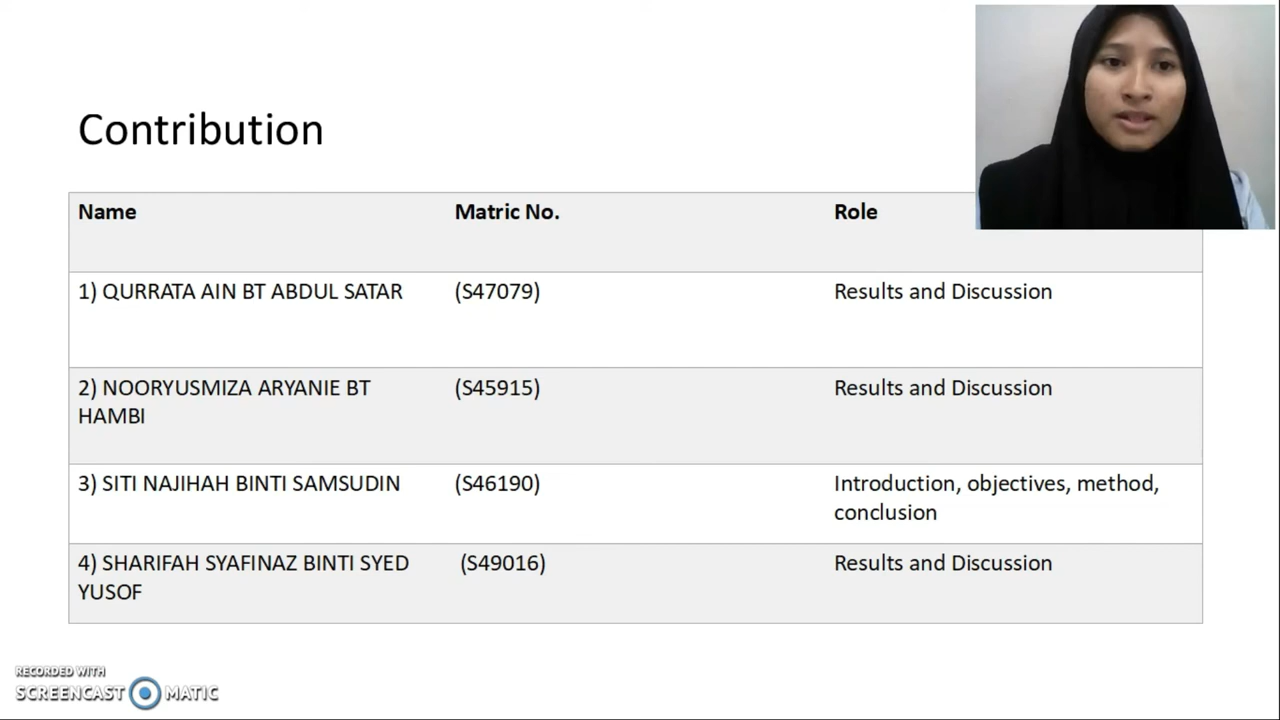 Contribution
Name Matric No. Role
1) QURRATA AIN BT ABDUL SATAR (S47079) Results and Discussion
2) NOORYUSMIZA ARYANIE BT (S45915) Results and Discussion
HAMBI
3) SITI NAJIHAH BINTI SAMSUDIN (S46190) Introduction, objectives, method,
conclusion
4) SHARIFAH SYAFINAZ BINTI SYED (S49016) Results and Discussion
YUSOF
RECORDED WITH
SCREENCAST MATIC